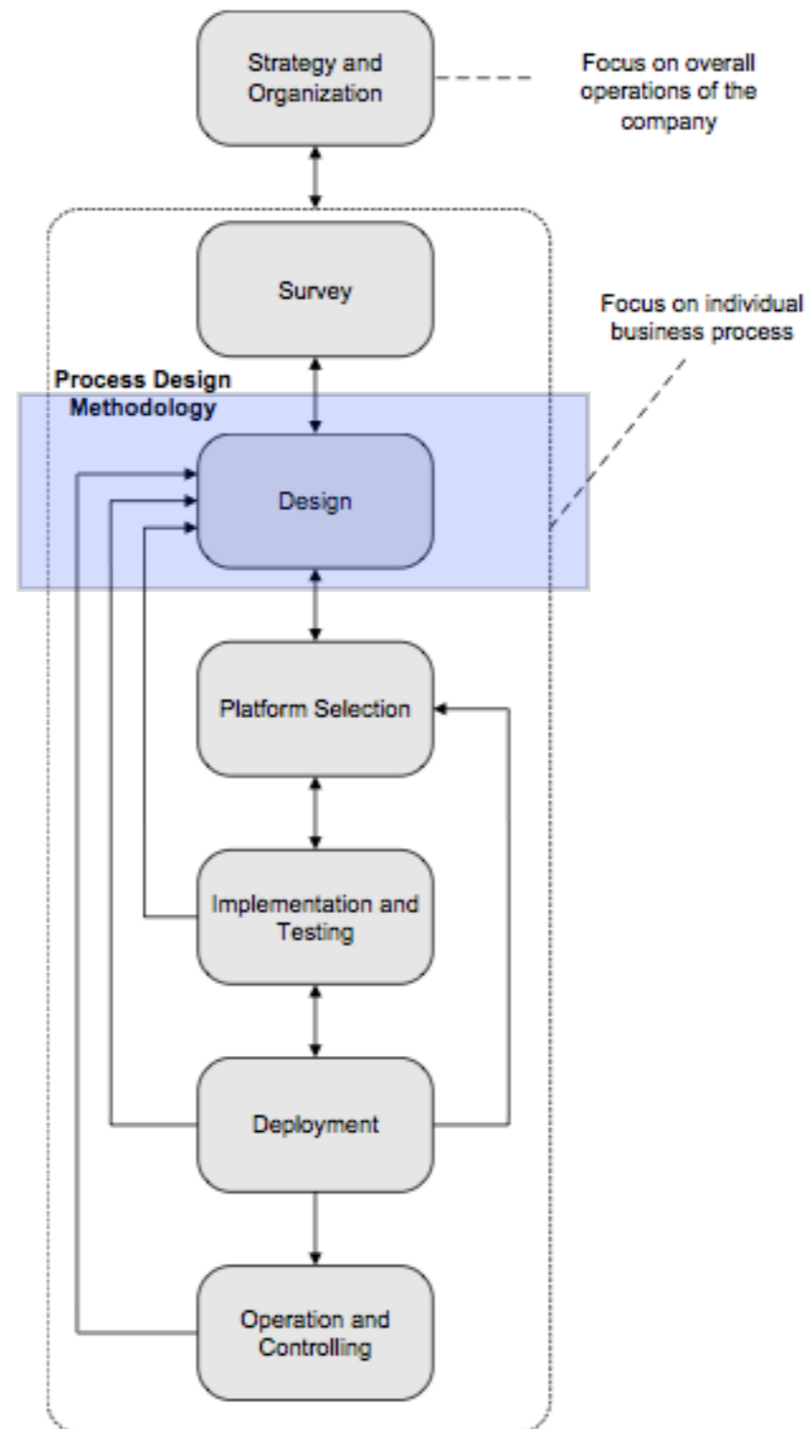 Strategy and
Organization
Focus on overall
operations of the
company
Survey
Focus on individual
business process
Process Design
Methodology
Design
Platform Selection
Implementation and
Testing
Deployment
Operation and
Controlling